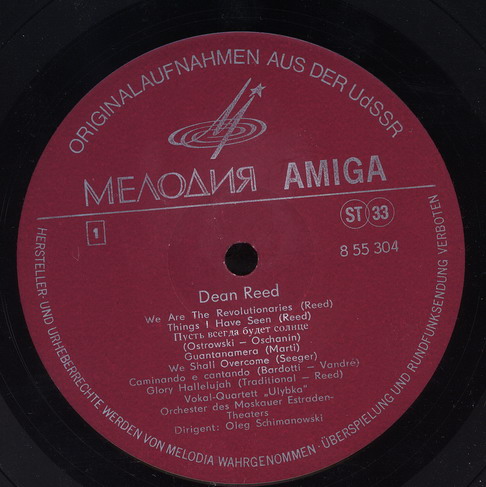 ORIGINALAUFNAHMEN AUS DER UdSSR
МЕЛОДИЯ AMIGA
1
ST 33
8 55 304
Dean Reed
We Are The Revolutionaries (Reed)
Things I Have Seen (Reed)
Пусть всегда будет солнце
(Ostrowski - Oschanin)
Guantanamera (Marti)
We Shall Overcome (Seeger)
Caminando e cantando (Bardotti - Vandré)
Glory Hallelujah (Traditional - Reed)
Vokal-Quartett „Ulybka"
Orchester des Moskauer Estraden-
Theaters
Dirigent: Oleg Schimanowski
HERSTELLER- UND URHEBERRECHTE WERDEN VON MELODIA WAHRGENOMMEN · ÜBERSPIELUNG UND RUNDFUNKSENDUNG VERBOTEN